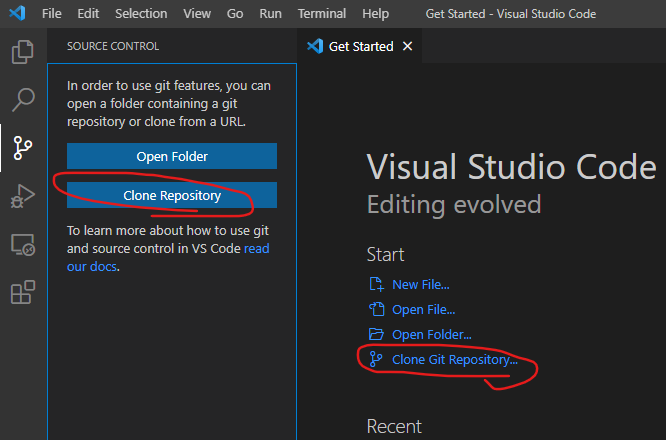 File Edit Selection View Go Run Terminal Help Get Started - Visual Studio Code
SOURCE CONTROL
Get Started
In order to use git features, you can
open a folder containing a git
repository or clone from a URL.
Open Folder
Clone Repository
To learn more about how to use git
and source control in VS Code read
our docs.
Visual Studio Code
Editing evolved
Start
New File...
Open File...
Open Folder...
Clone Git Repository...
Recent